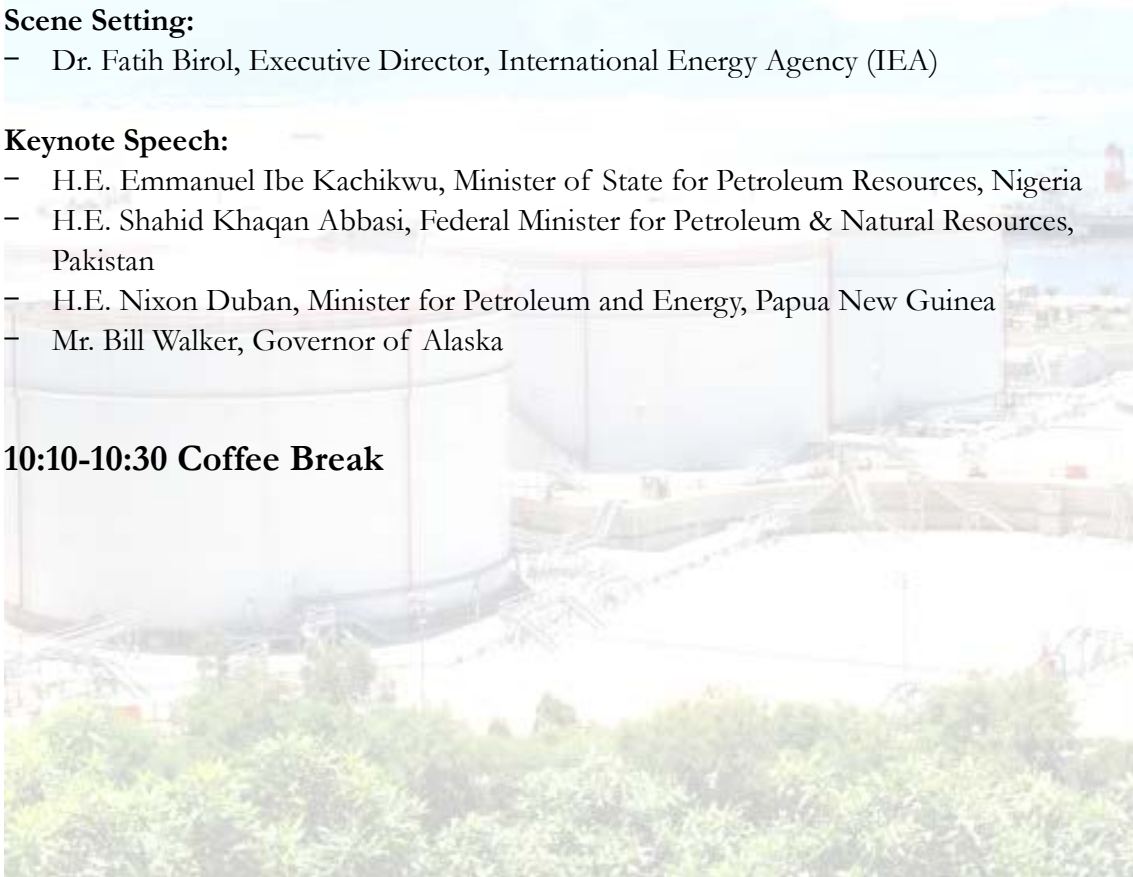 Scene Setting:
− Dr. Fatih Birol, Executive Director, International Energy Agency (IEA)
Keynote Speech:
− H.E. Emmanuel Ibe Kachikwu, Minister of State for Petroleum Resources, Nigeria
− H.E. Shahid Khaqan Abbasi, Federal Minister for Petroleum & Natural Resources,
Pakistan
− H.E. Nixon Duban, Minister for Petroleum and Energy, Papua New Guinea
− Mr. Bill Walker, Governor of Alaska
10:10-10:30 Coffee Break